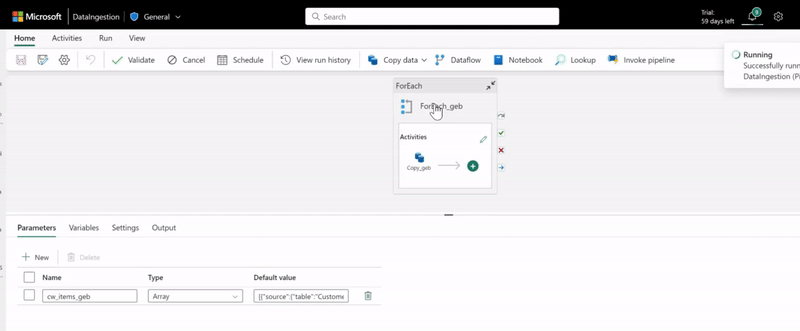 Microsoft DataIngestion General Search Trial: 59 days left 9
Home Activities Run View
Validate Cancel Schedule View run history Copy data Dataflow Notebook Lookup Invoke pipeline
Running
Successfully runn
DataIngestion (Pi
ForEach
ForEach_geb
Activities
Copy_geb
Parameters Variables Settings Output
New Delete
Name Type Default value
cw_items_geb Array [{"source":{"table":"Custome